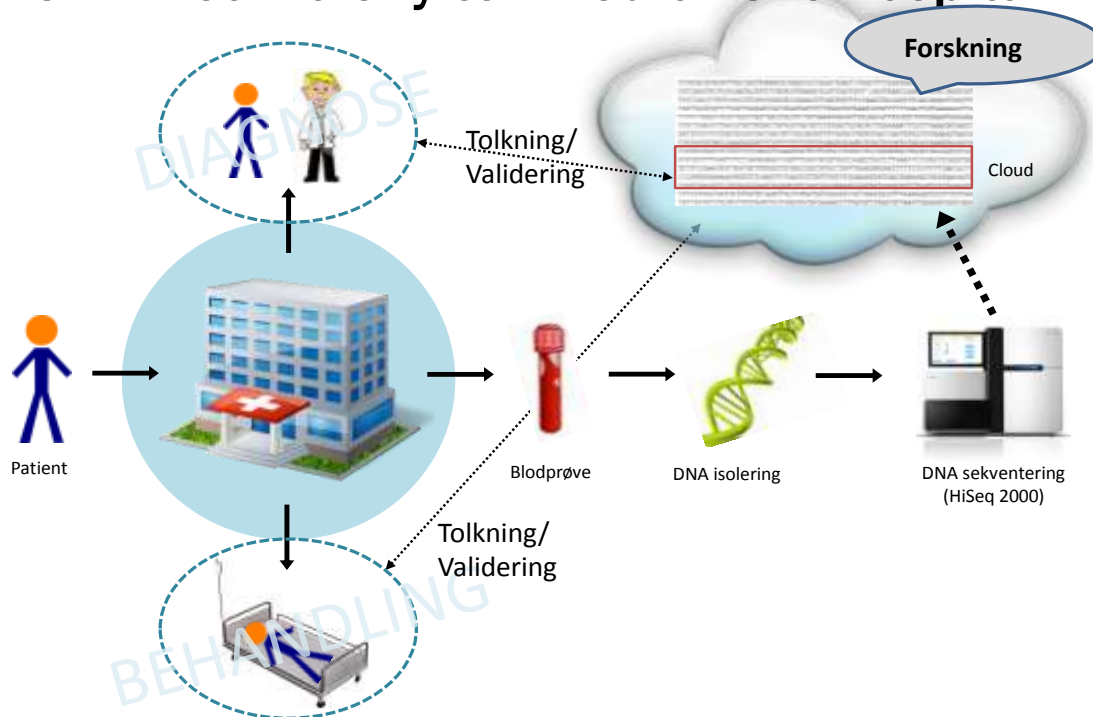 Forskning
DIAGNOSE
Tolkning/
Validering
Cloud
Patient
Blodprøve
DNA isolering
DNA sekventering
(HiSeq 2000)
Tolkning/
Validering
BEHANDLING